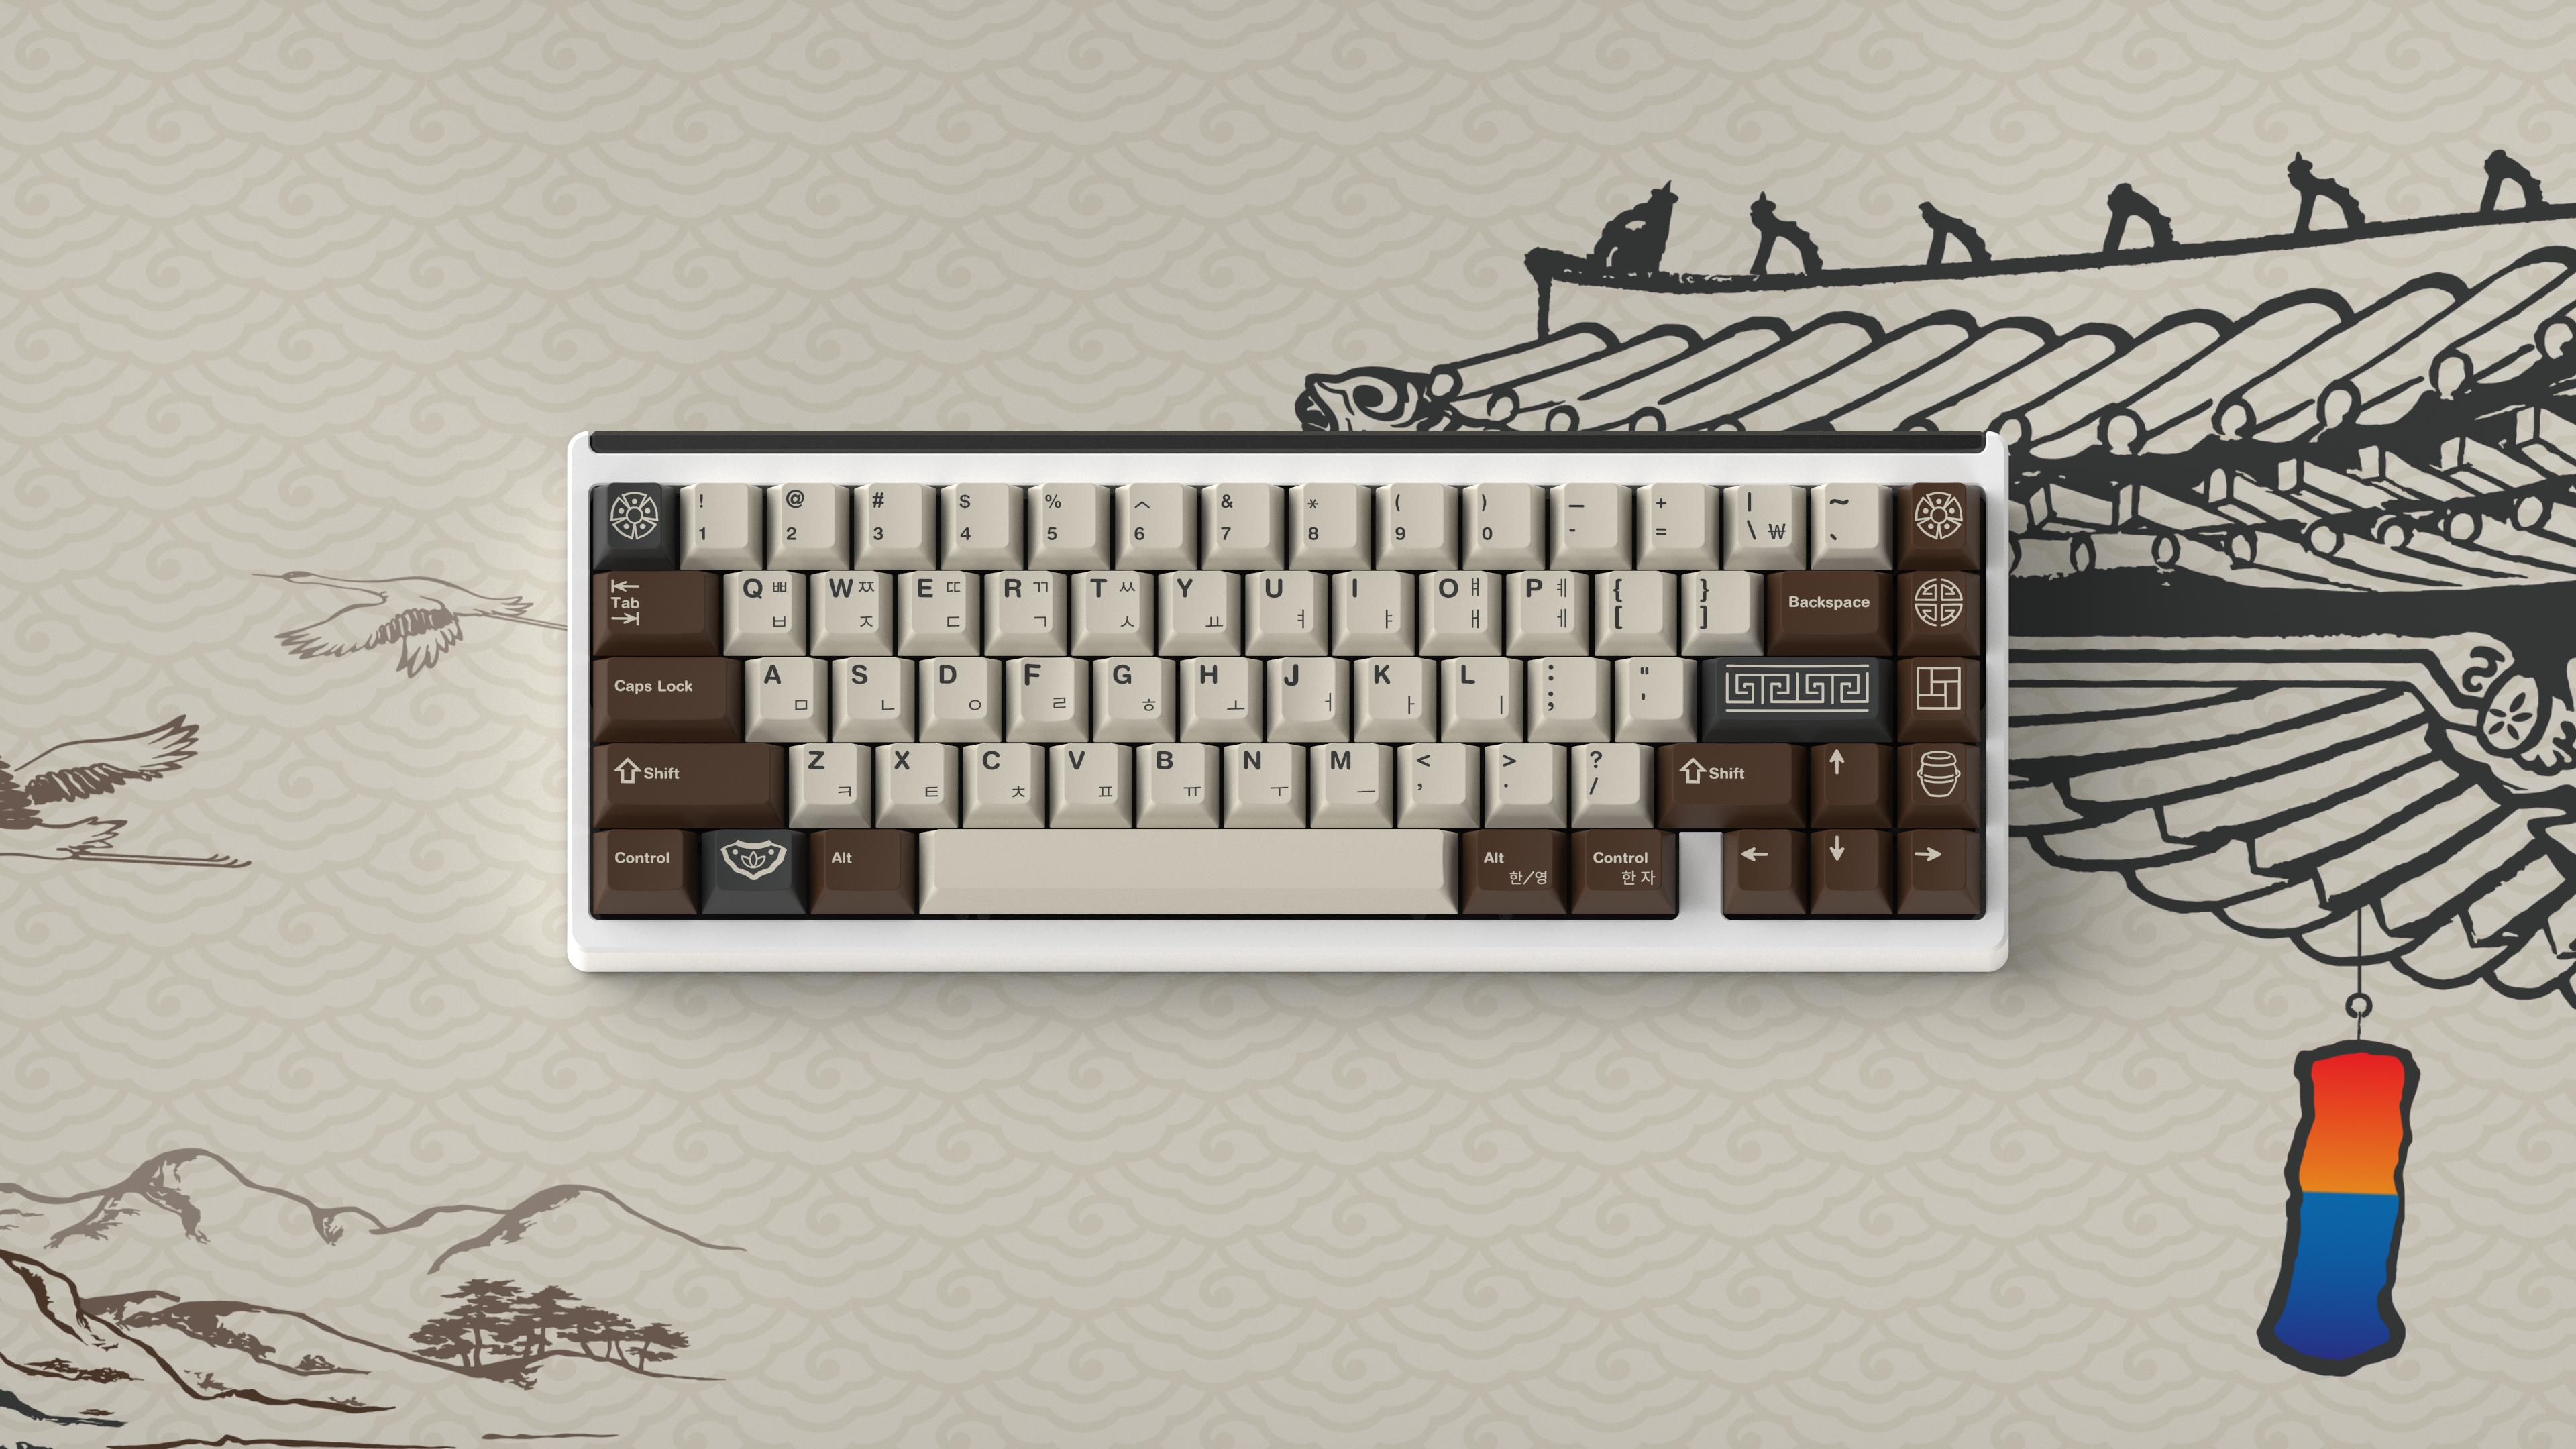 ! @ # $ % ^ & * ( ) _ + | ~
1 2 3 4 5 6 7 8 9 0 - = \ ₩ `
Tab Q ㅃ W ㅉ E ㄸ R ㄲ T ㅆ Y U I O ㅒ P ㅖ { } Backspace
ㅂ ㅈ ㄷ ㄱ ㅅ ㅛ ㅕ ㅑ ㅐ ㅔ [ ]
Caps Lock A S D F G H J K L : "
ㅁ ㄴ ㅇ ㄹ ㅎ ㅗ ㅓ ㅏ ㅣ ; '
Shift Z X C V B N M < > ? Shift
ㅋ ㅌ ㅊ ㅍ ㅠ ㅜ ㅡ , . /
Control Alt Alt Control
한/영 한 자